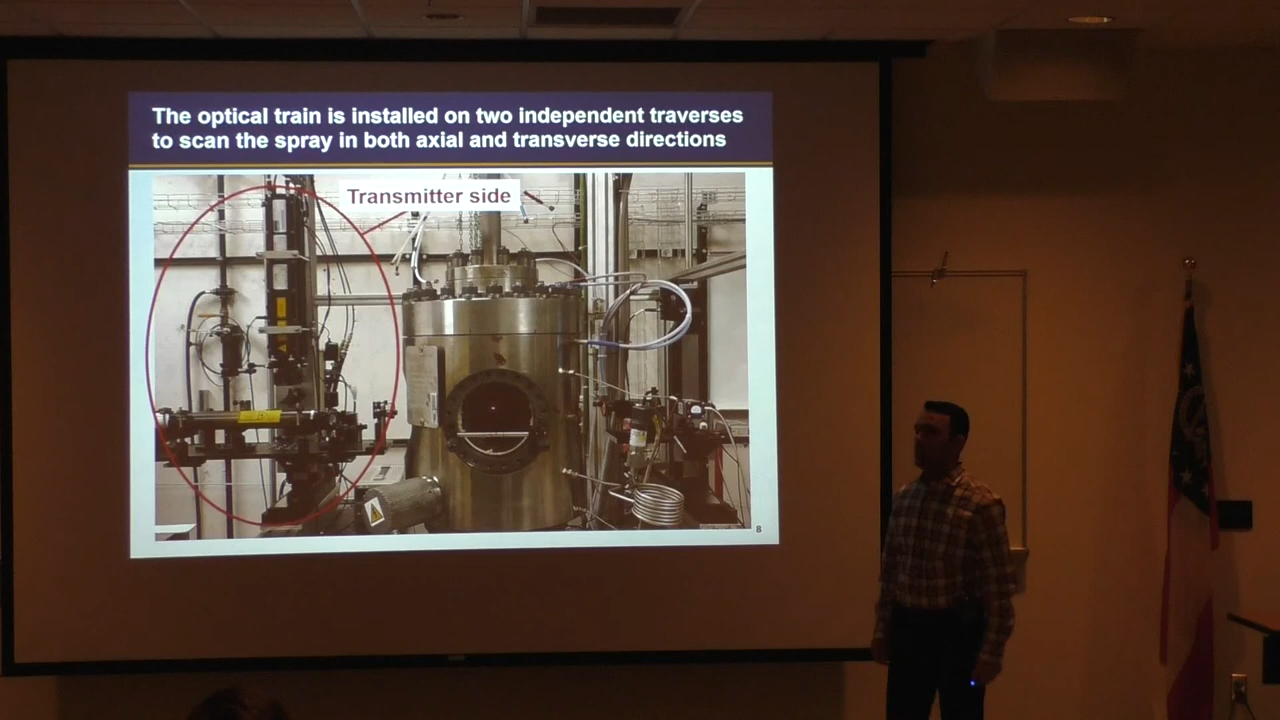 The optical train is installed on two independent traverses
to scan the spray in both axial and transverse directions
Transmitter side
8